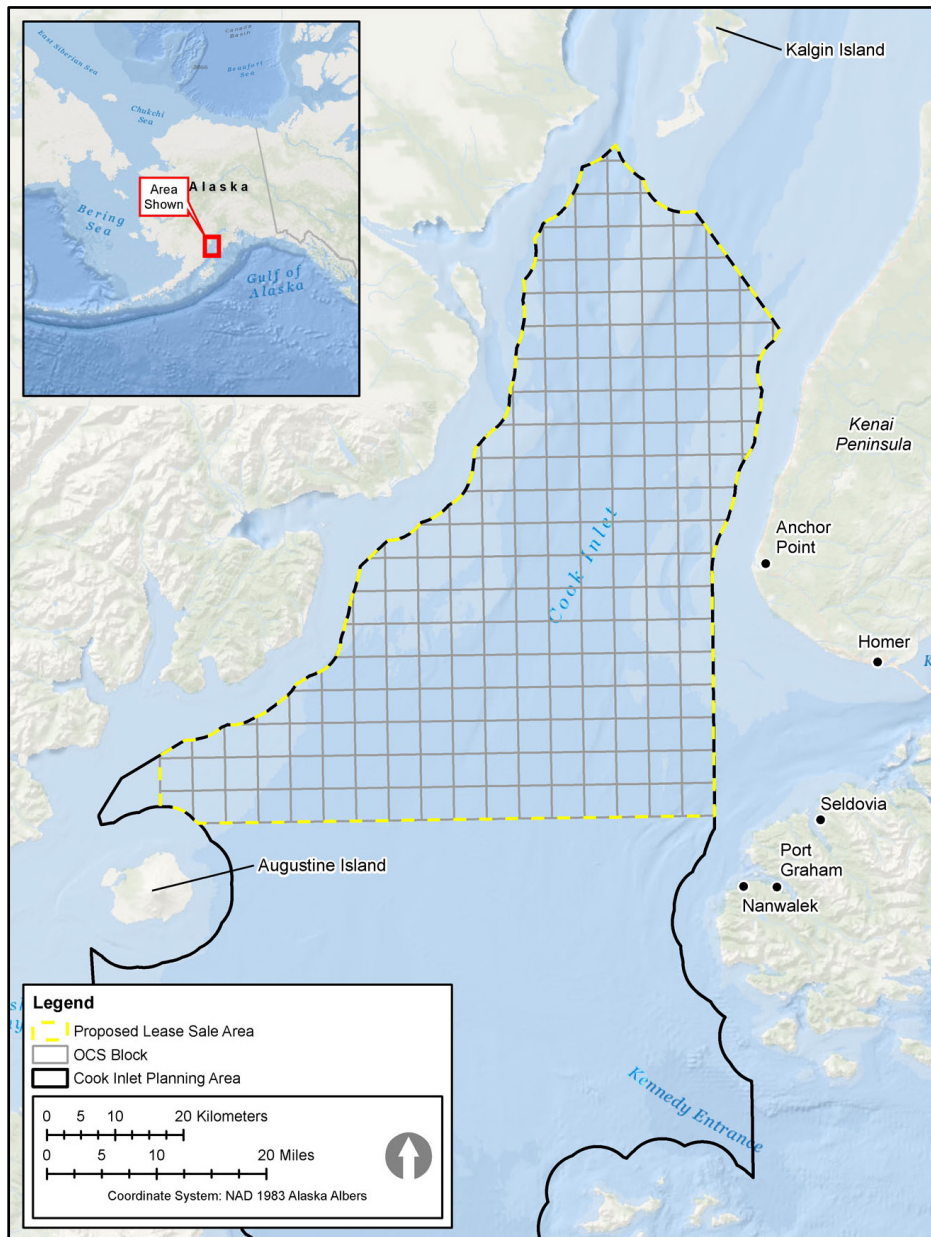 Canada
Basin
East Siberian Sea
Beaufort
Sea
Chukchi
Sea
Alaska
Area
Shown
Bering
Sea
Gulf of
Alaska
Kalgin Island
Kenai
Peninsula
Cook Inlet
Anchor
Point
Homer
K
Seldovia
Port
Graham
Nanwalek
Augustine Island
Kennedy Entrance
Legend
Proposed Lease Sale Area
OCS Block
Cook Inlet Planning Area
0 5 10 20 Kilometers
0 5 10 20 Miles
Coordinate System: NAD 1983 Alaska Albers